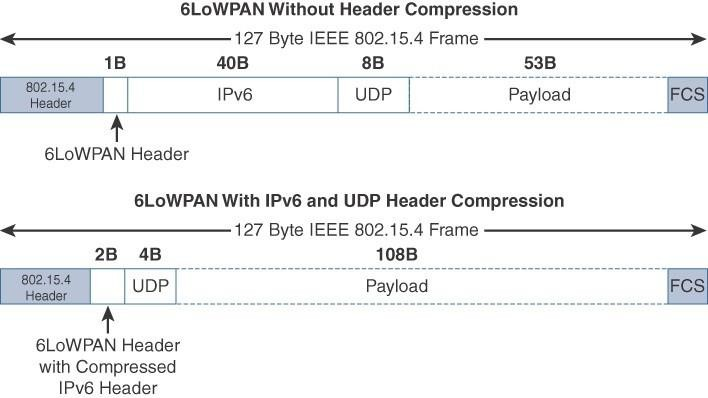 6LoWPAN Without Header Compression
127 Byte IEEE 802.15.4 Frame
1B 40B 8B 53B
802.15.4 Header IPv6 UDP Payload FCS
6LoWPAN Header
6LoWPAN With IPv6 and UDP Header Compression
127 Byte IEEE 802.15.4 Frame
2B 4B 108B
802.15.4 Header UDP Payload FCS
6LoWPAN Header
with Compressed
IPv6 Header